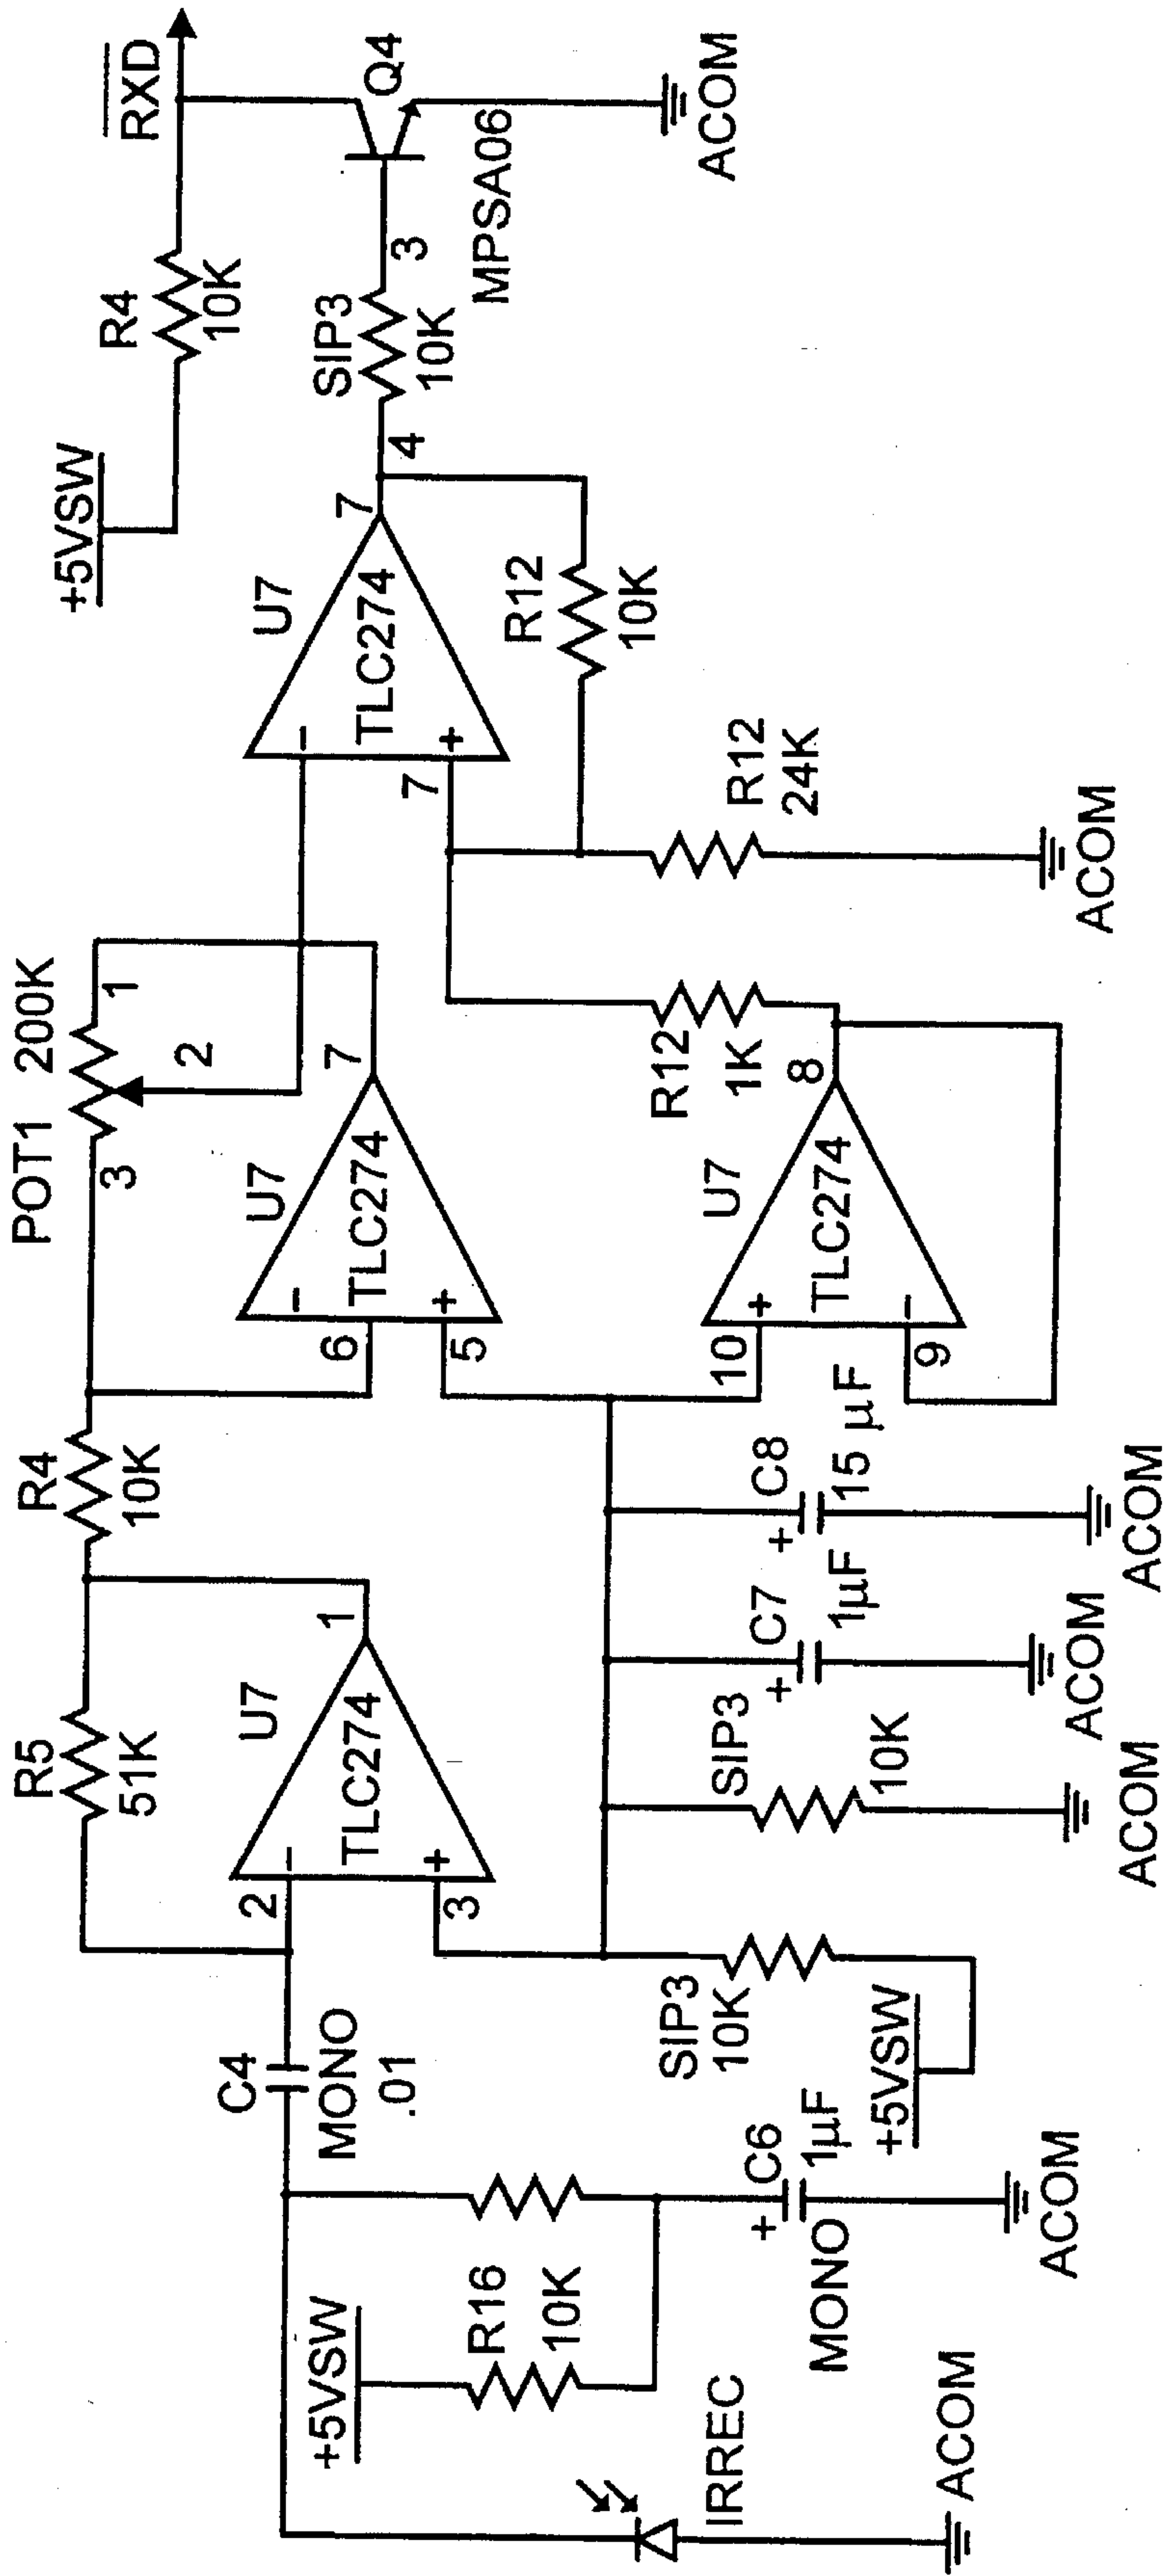 +5VSW
R4
10K
RXD
POT1 200K
1
2
3
R4
10K
R5
51K
SIP3
10K
4
3
Q4
MPSA06
ACOM
U7
TLC274
−
+
7
7
R12
10K
R12
24K
ACOM
U7
TLC274
−
+
6
5
7
U7
TLC274
−
+
2
3
1
C4
MONO
.01
R12
1K
U7
TLC274
+
−
10
9
8
C8
+
15 µF
ACOM
C7
+
1µF
ACOM
SIP3
10K
ACOM
SIP3
10K
+5VSW
+5VSW
R16
10K
C6
+
1µF
MONO
ACOM
IRREC
ACOM